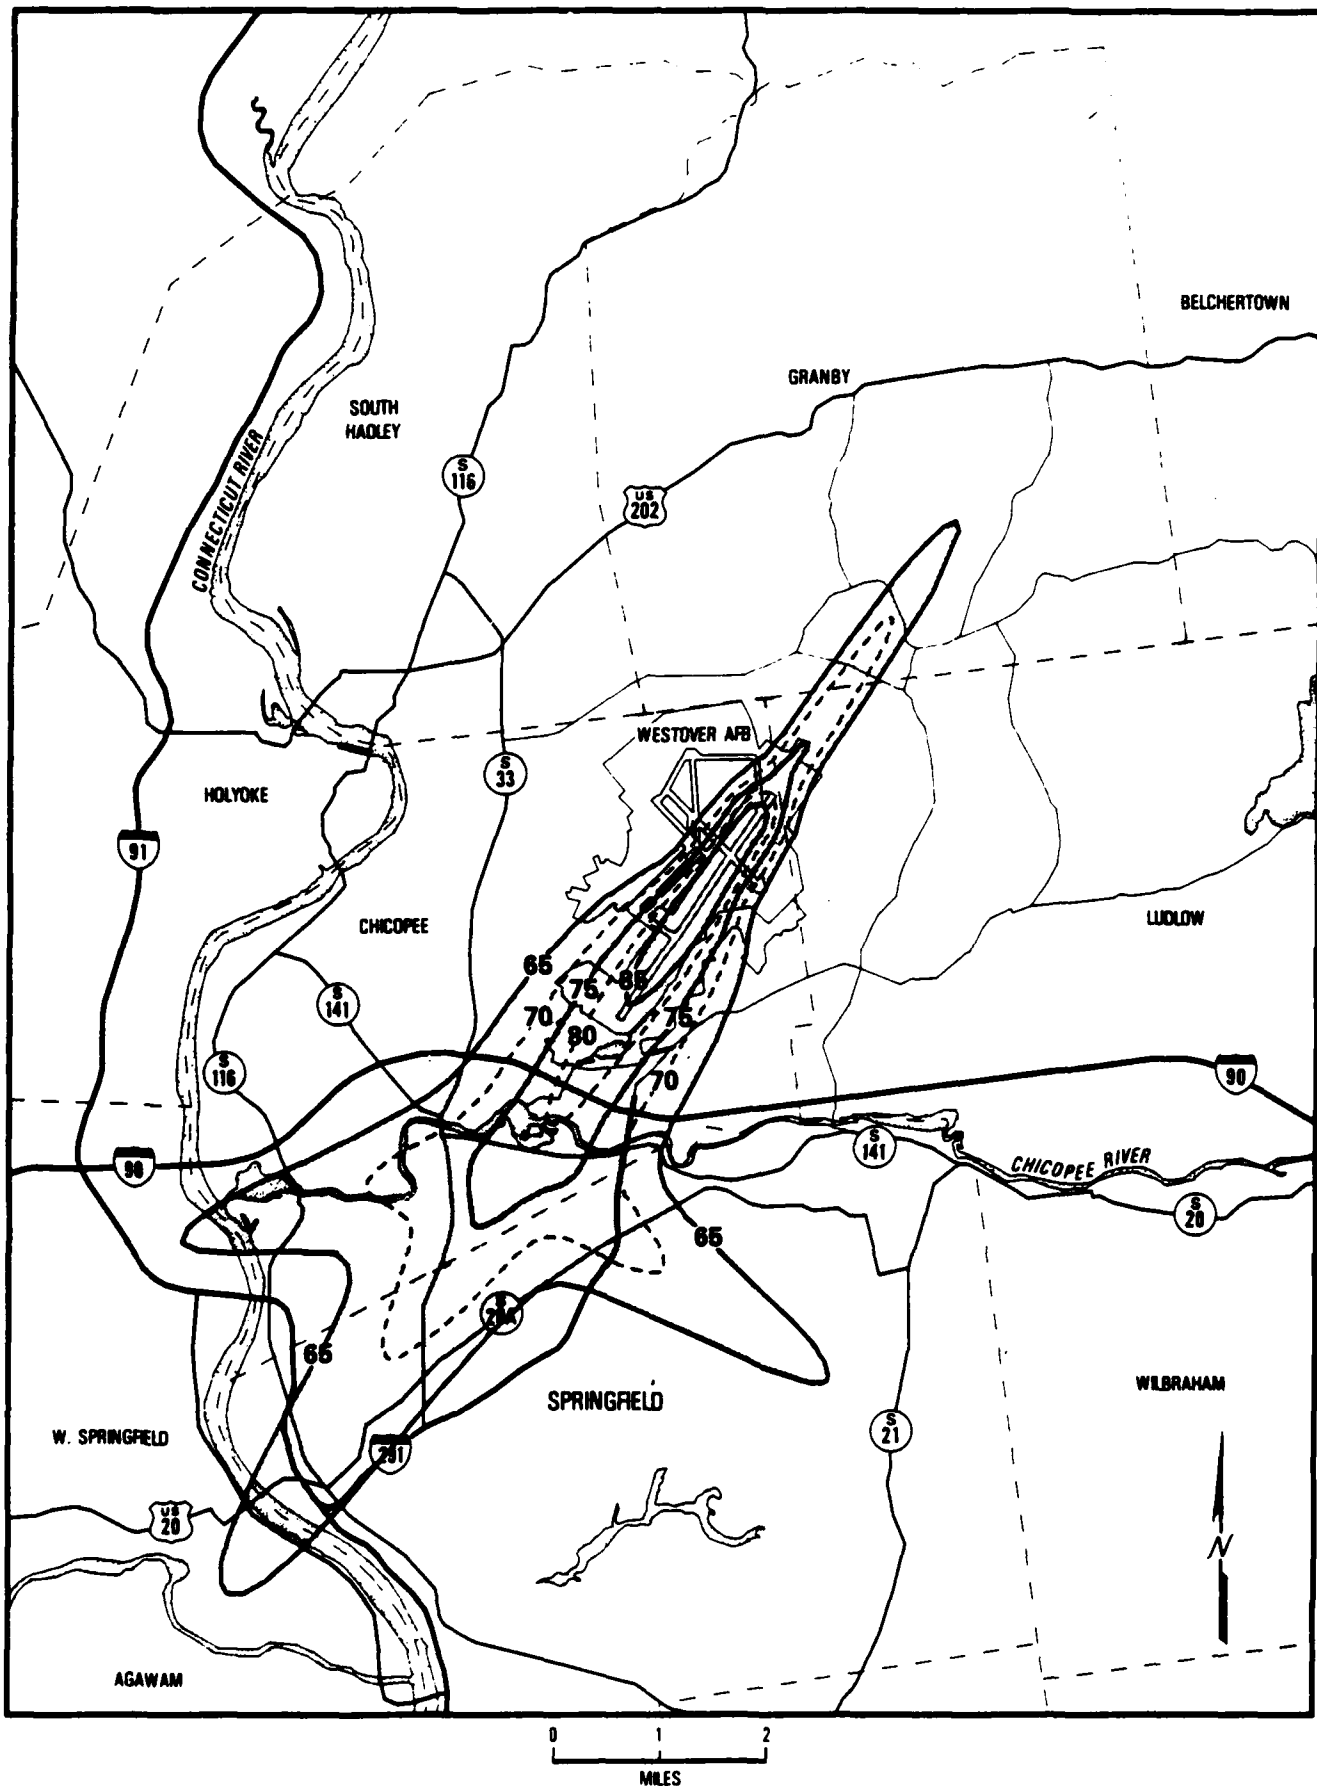 BELCHERTOWN
GRANBY
SOUTH
HADLEY
S
116
CONNECTICUT RIVER
US
202
WESTOVER AFB
S
33
HOLYOKE
91
CHICOPEE
LUDLOW
65
75
85
S
141
70
75
80
S
116
70
90
S
141
CHICOPEE RIVER
90
S
20
65
S
20A
65
WILBRAHAM
SPRINGFIELD
S
21
W. SPRINGFIELD
291
US
20
N
AGAWAM
0 1 2
MILES